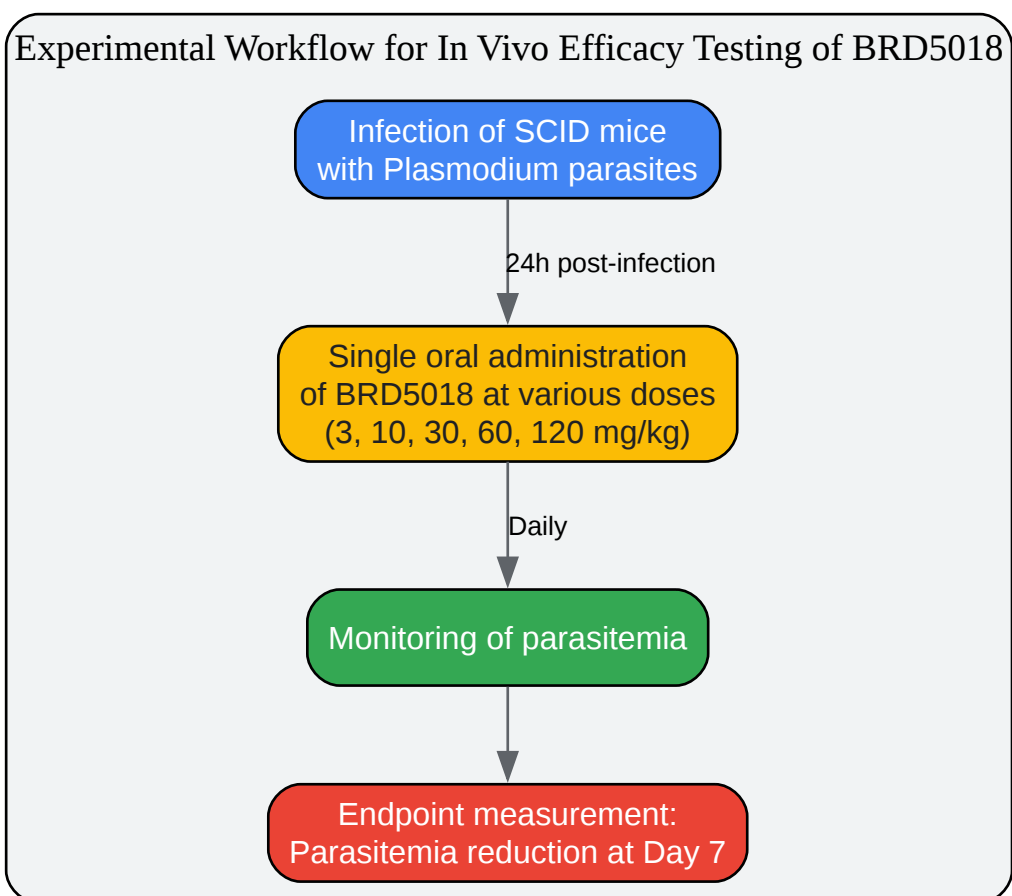 Experimental Workflow for In Vivo Efficacy Testing of BRD5018
Infection of SCID mice
with Plasmodium parasites
24h post-infection
Single oral administration
of BRD5018 at various doses
(3, 10, 30, 60, 120 mg/kg)
Daily
Monitoring of parasitemia
Endpoint measurement:
Parasitemia reduction at Day 7